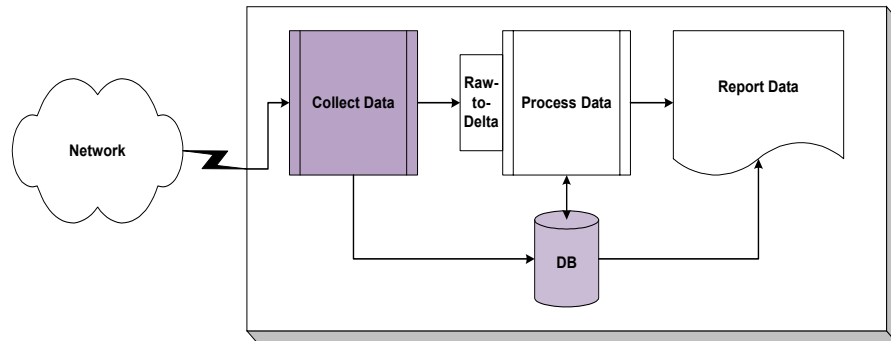 Network
Collect Data
Raw-
to-
Delta
Process Data
Report Data
DB